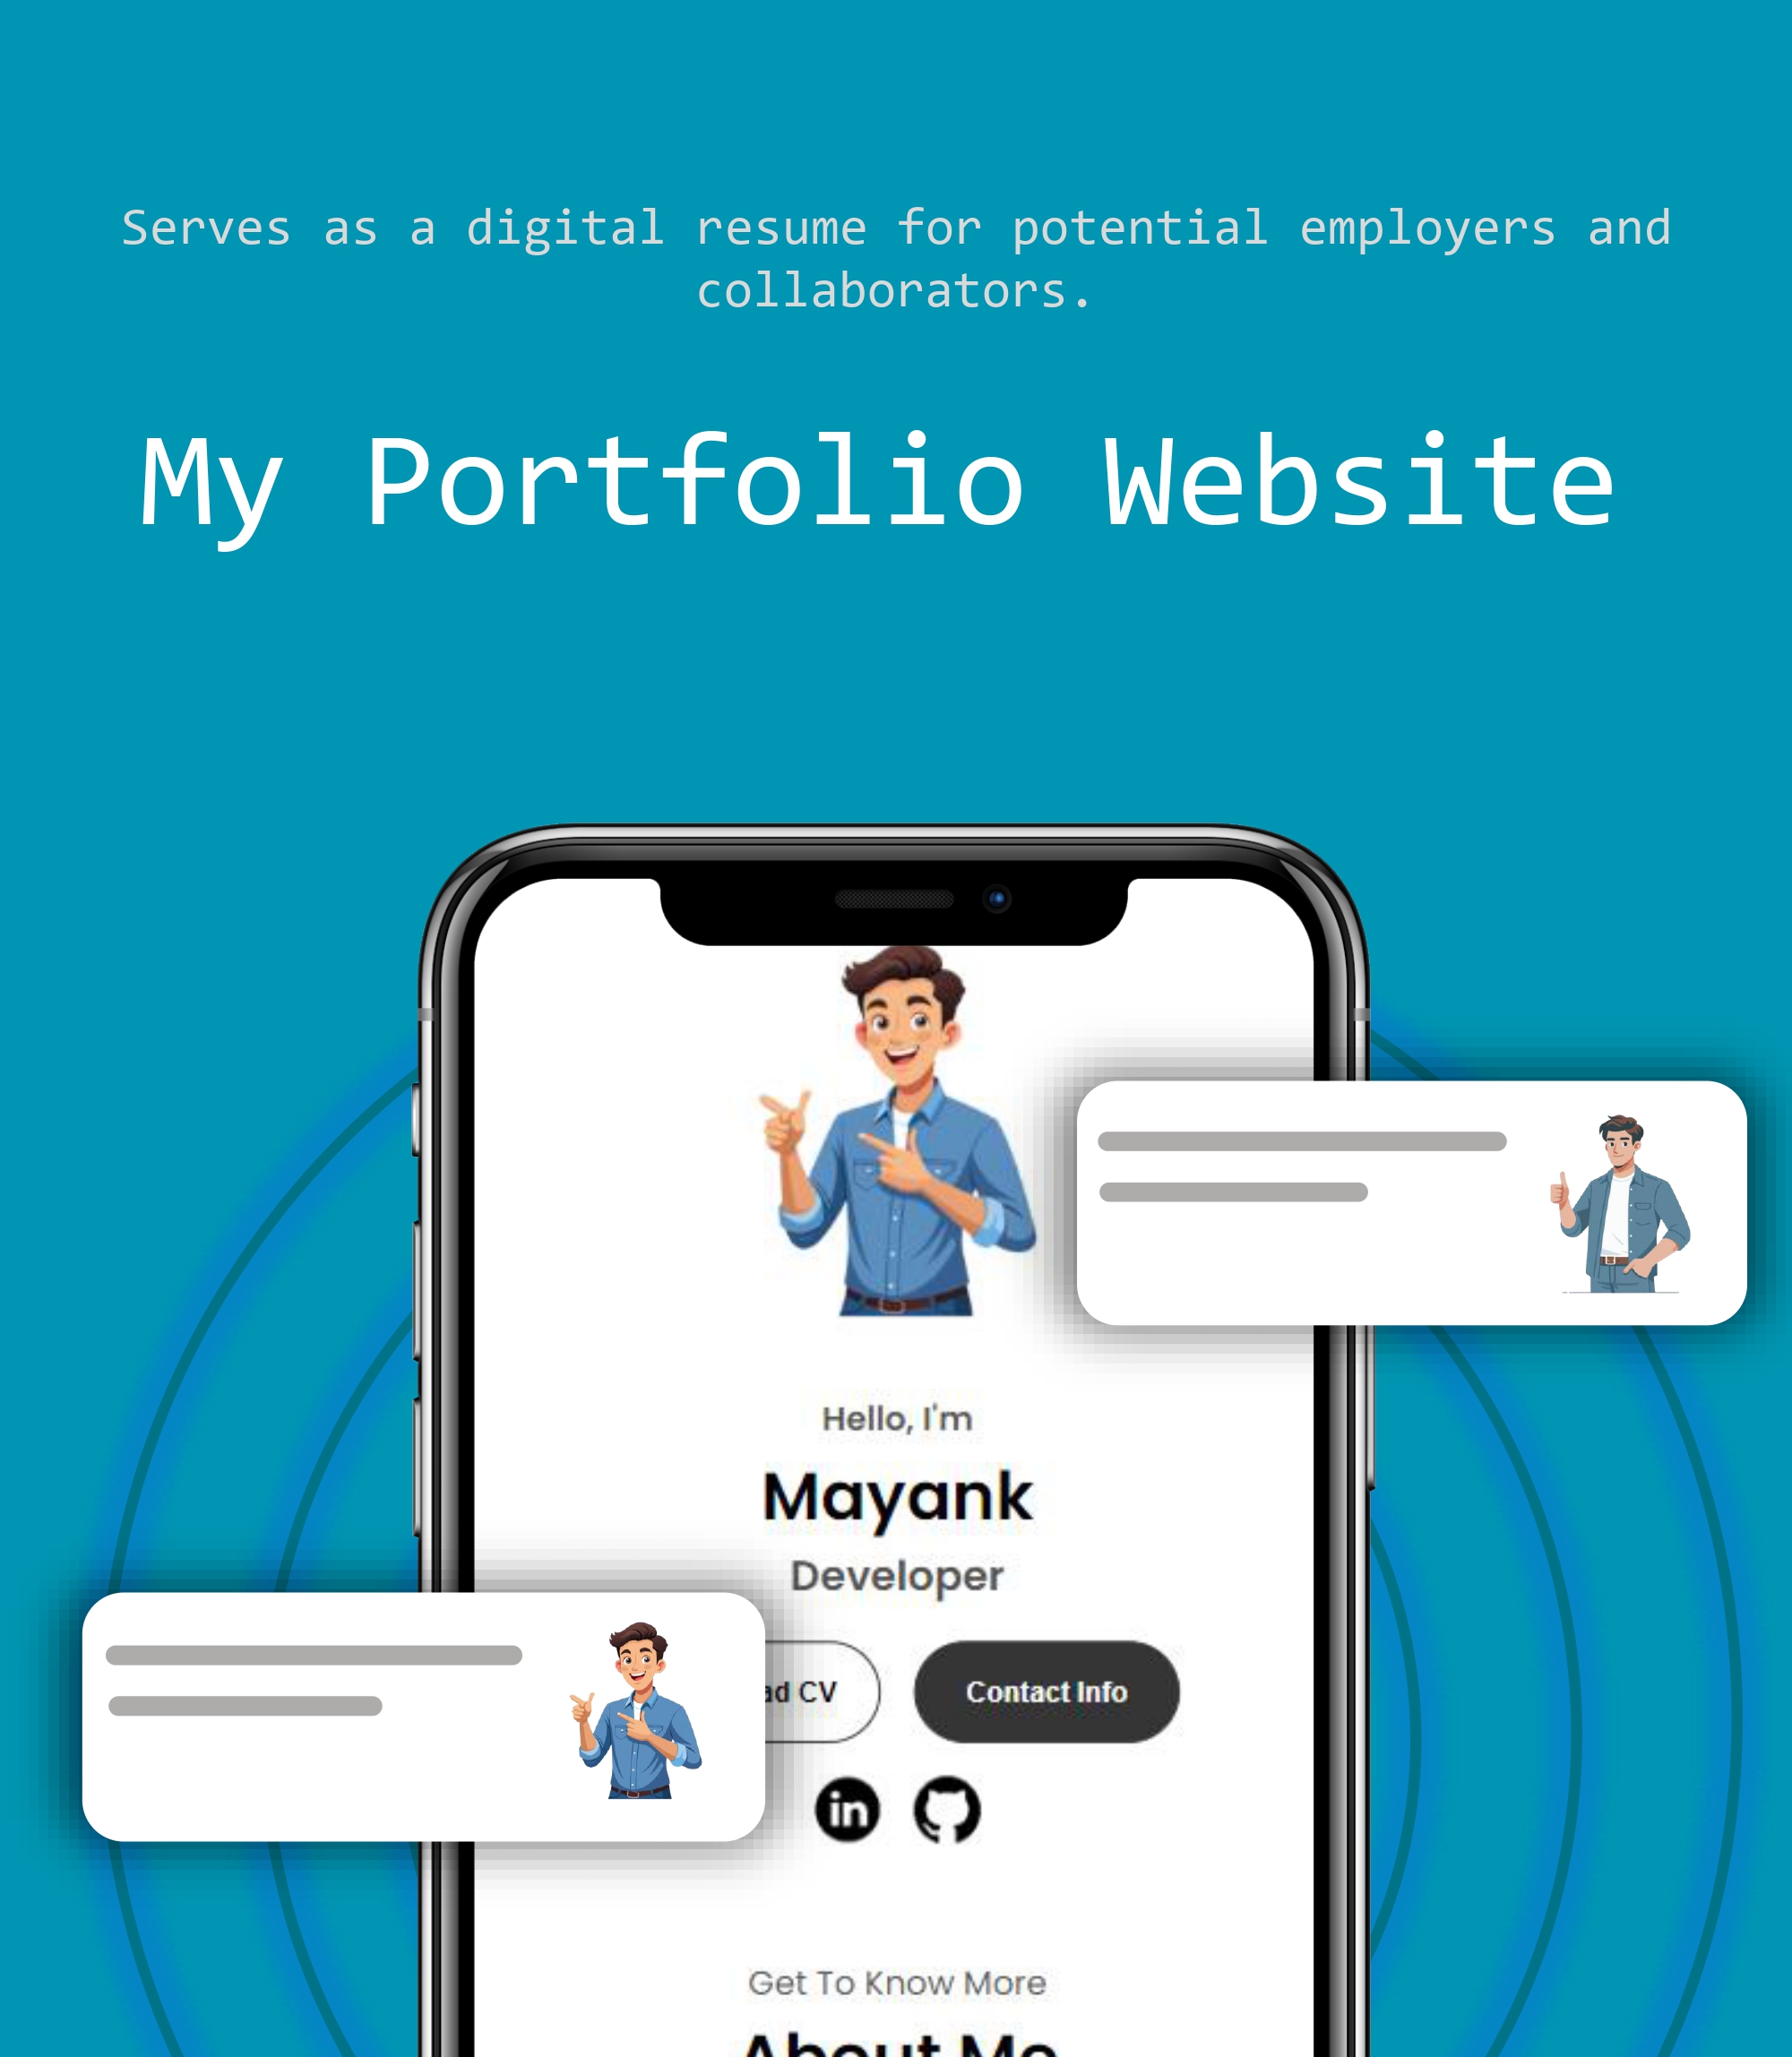 Serves as a digital resume for potential employers and
collaborators.
My Portfolio Website
Hello, I'm
Mayank
Developer
CV
Contact Info
in
Get To Know More
About Me